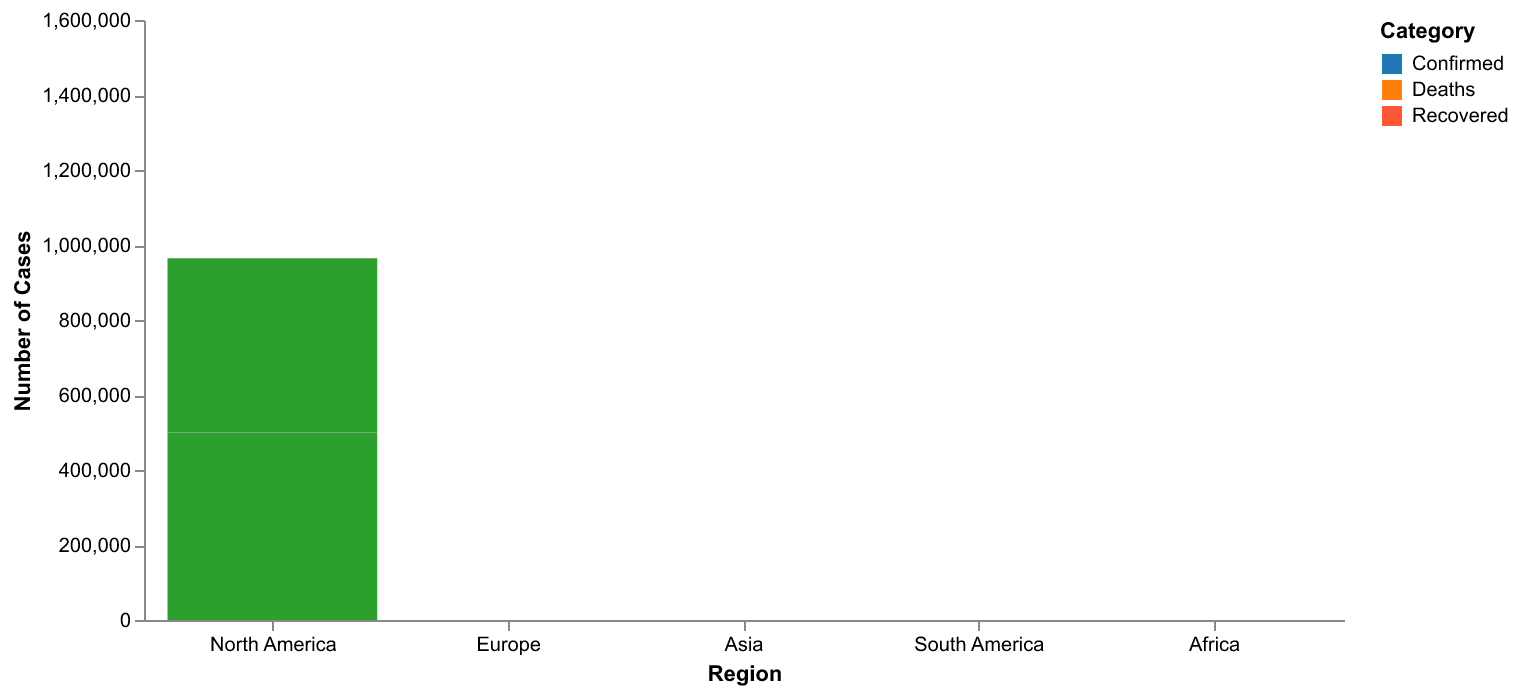 1,600,000
1,400,000
1,200,000
1,000,000
800,000
600,000
400,000
200,000
0
Number of Cases
North America
Europe
Asia
South America
Africa
Region
Category
Confirmed
Deaths
Recovered